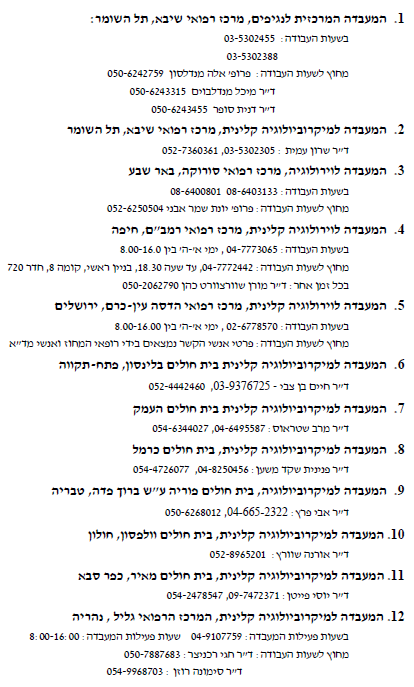 1. המעבדה המרכזית לנגיפים, מרכז רפואי שיבא, תל השומר:
בשעות העבודה: 03-5302455
03-5302388
מחוץ לשעות העבודה: פרופ׳ אלה מנדלסון 050-6242759
ד״ר מיכל מנדלבוים 050-6243315
ד״ר דנית סופר 050-6243455
2. המעבדה למיקרוביולוגיה קלינית, מרכז רפואי שיבא, תל השומר
ד״ר שרון עמית: 03-5302305, 052-7360361
3. המעבדה לוירולוגיה, מרכז רפואי סורוקה, באר שבע
בשעות העבודה: 08-6403133 08-6400801
מחוץ לשעות העבודה: פרופ׳ יונת שמר אבני 052-6250504
4. המעבדה לוירולוגיה קלינית, מרכז רפואי רמב״ם, חיפה
בשעות העבודה: 04-7773065, ימי א׳-ה׳ בין 8.00-16.0
מחוץ לשעות העבודה: 04-7772442, עד שעה 18.30, בניין ראשי, קומה 8, חדר 720
בכל זמן אחר: ד״ר מורן שוורצוורט כהן 050-2062790
5. המעבדה לוירולוגיה קלינית, מרכז רפואי הדסה עין-כרם, ירושלים
בשעות העבודה: 02-6778570, ימי א׳-ה׳ בין 8.00-16.00
מחוץ לשעות העבודה: פרטי אנשי הקשר נמצאים בידי רופאי המחוז ואנשי מד״א
6. המעבדה למיקרוביולוגיה קלינית בית חולים בלינסון, פתח-תקווה
ד״ר חיים בן צבי - 03-9376725, 052-4442460
7. המעבדה למיקרוביולוגיה קלינית בית חולים העמק
ד״ר מרב שטראוס: 04-6495587, 054-6344027
8. המעבדה למיקרוביולוגיה קלינית, בית חולים כרמל
ד״ר פנינית שקד משען: 04-8250456, 054-4726077
9. המעבדה למיקרוביולוגיה, בית חולים פוריה ע״ש ברוך פדה, טבריה
ד״ר אבי פרץ: 04-665-2322, 050-6268012
10. המעבדה למיקרוביולוגיה קלינית, בית חולים וולפסון, חולון
ד״ר אורנה שוורץ: 052-8965201
11. המעבדה למיקרוביולוגיה קלינית, בית חולים מאיר, כפר סבא
ד״ר יוסי פייטן: 09-7472371, 054-2478547
12. המעבדה למיקרוביולוגיה קלינית, המרכז הרפואי גליל, נהריה
בשעות פעילות המעבדה: 04-9107759 שעות פעילות המעבדה: 8:00-16:00
מחוץ לשעות העבודה: ד״ר חגי רכניצר: 050-7887683
ד״ר סימונה רוזן: 054-9968703